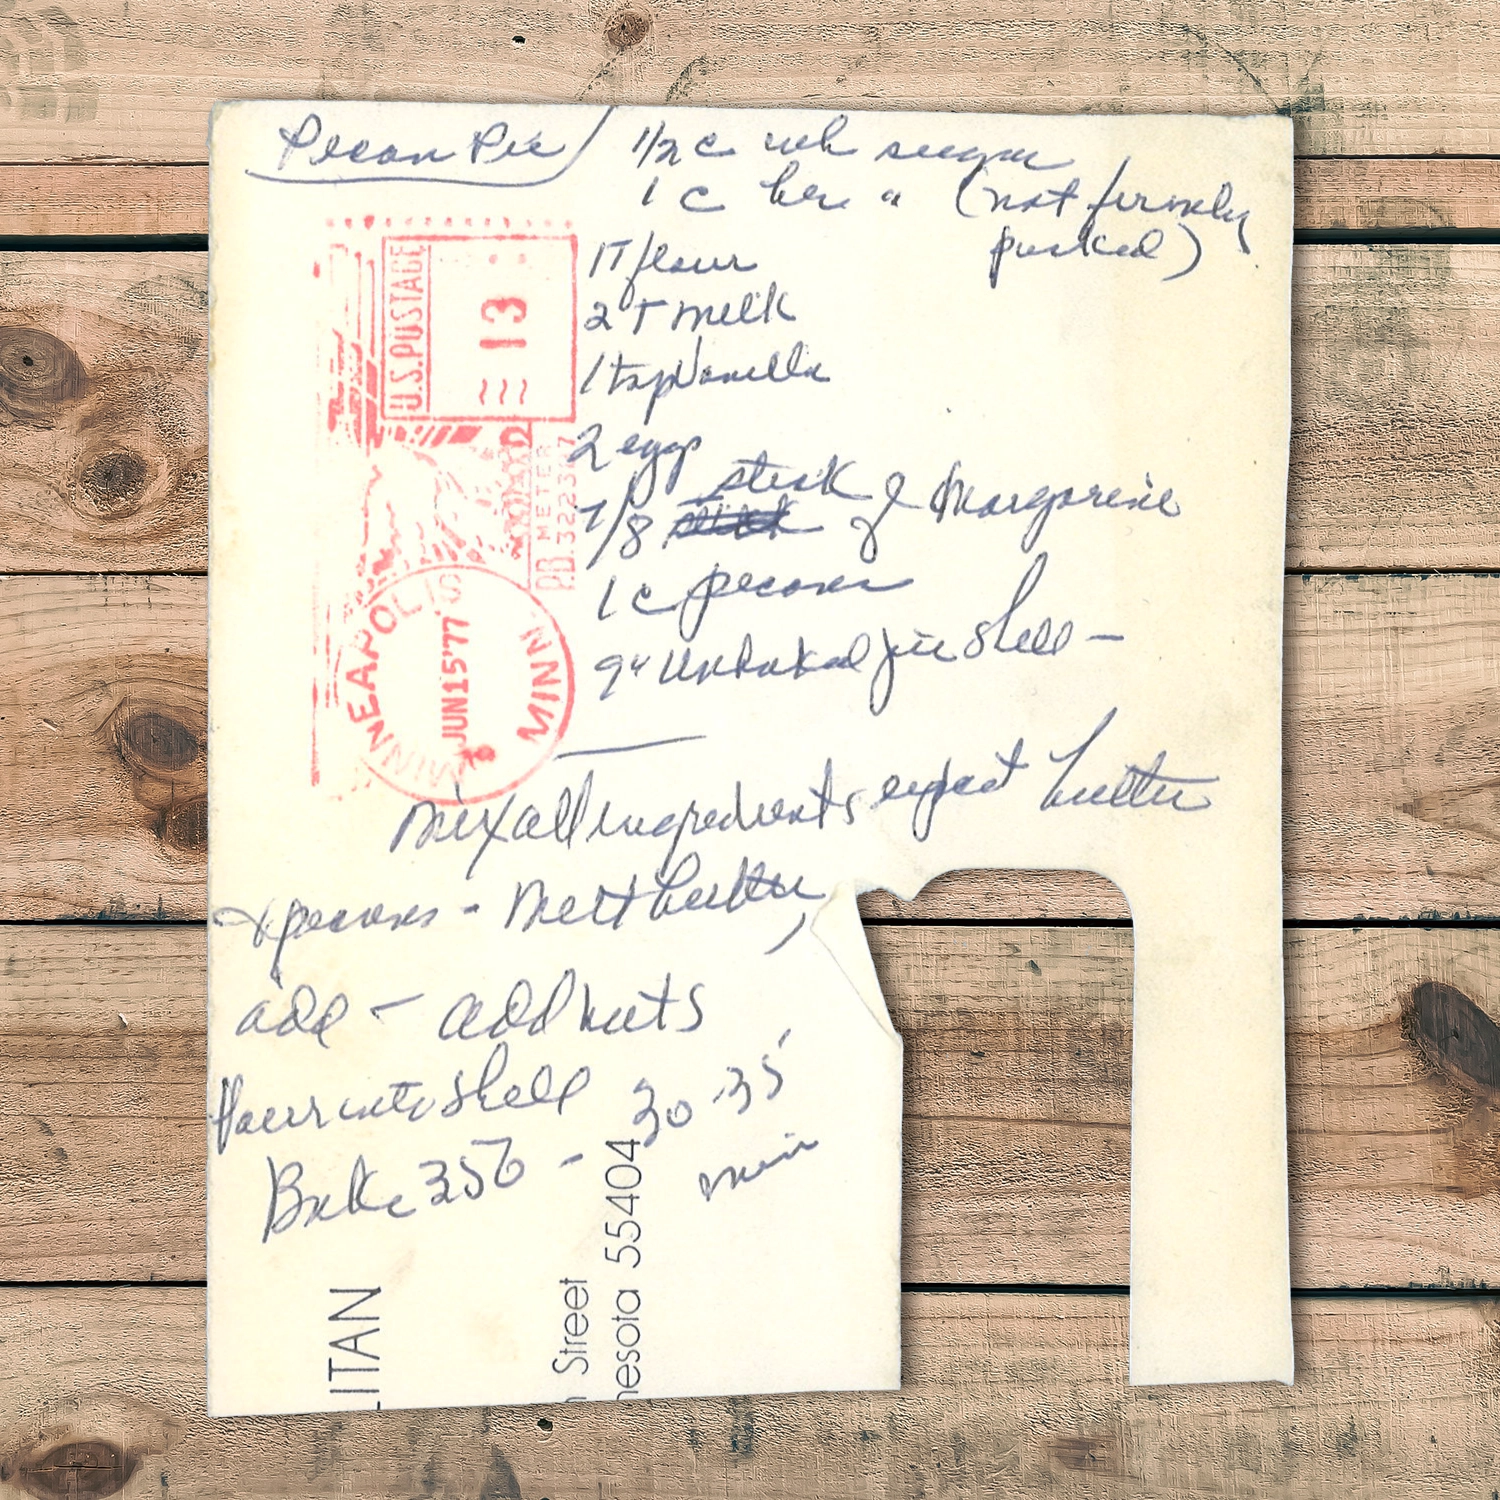 Pecan Pie
1/2 c wh sugar
1 c br " (not firmly
packed)
1 T flour
2 T milk
1 tsp Vanilla
2 eggs
7/8 stick of Margarine
1 c pecans
9" unbaked pie shell -
Mix all ingredients except butter
& pecans - Melt butter,
add - add nuts
Pour into shell
Bake 350 - 30-35
min
U.S. POSTAGE
13
P.B. METER
MINNEAPOLIS
JUN 15 '77
MINN
LITAN
Street
nesota 55404